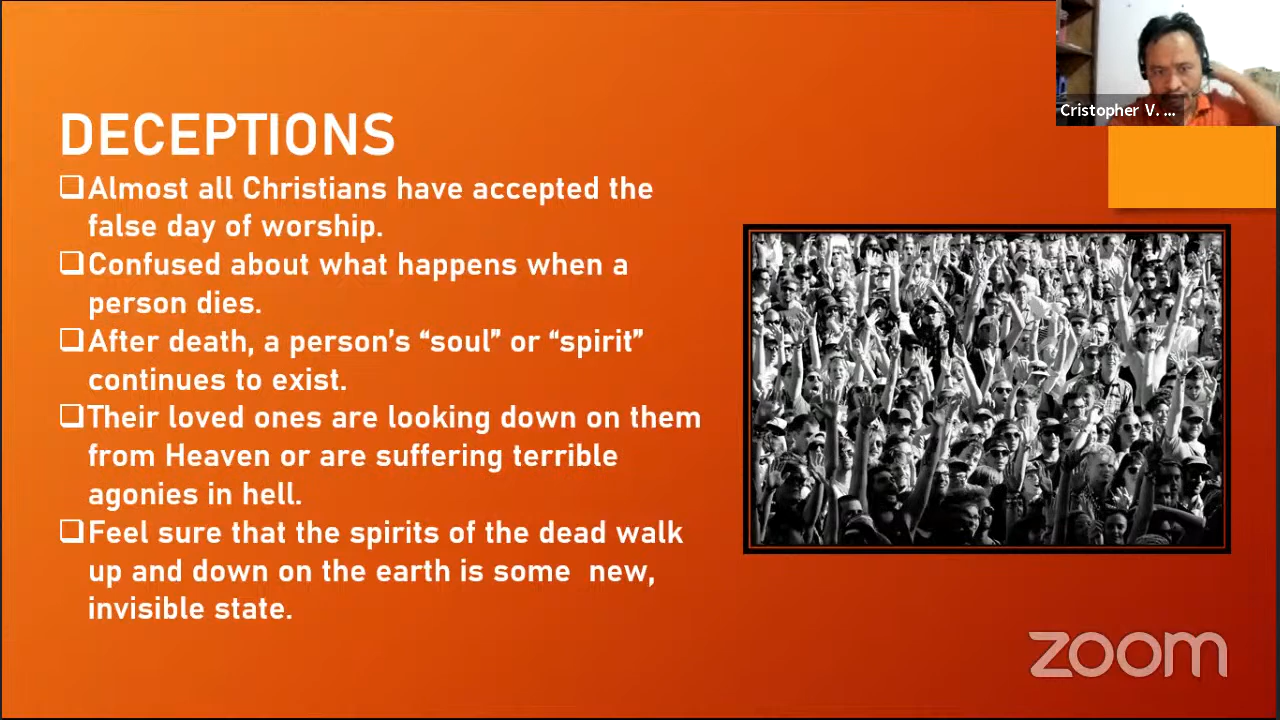 Cristopher V. ...
DECEPTIONS
❑Almost all Christians have accepted the
false day of worship.
❑Confused about what happens when a
person dies.
❑After death, a person’s “soul” or “spirit”
continues to exist.
❑Their loved ones are looking down on them
from Heaven or are suffering terrible
agonies in hell.
❑Feel sure that the spirits of the dead walk
up and down on the earth is some  new,
invisible state.
zoom